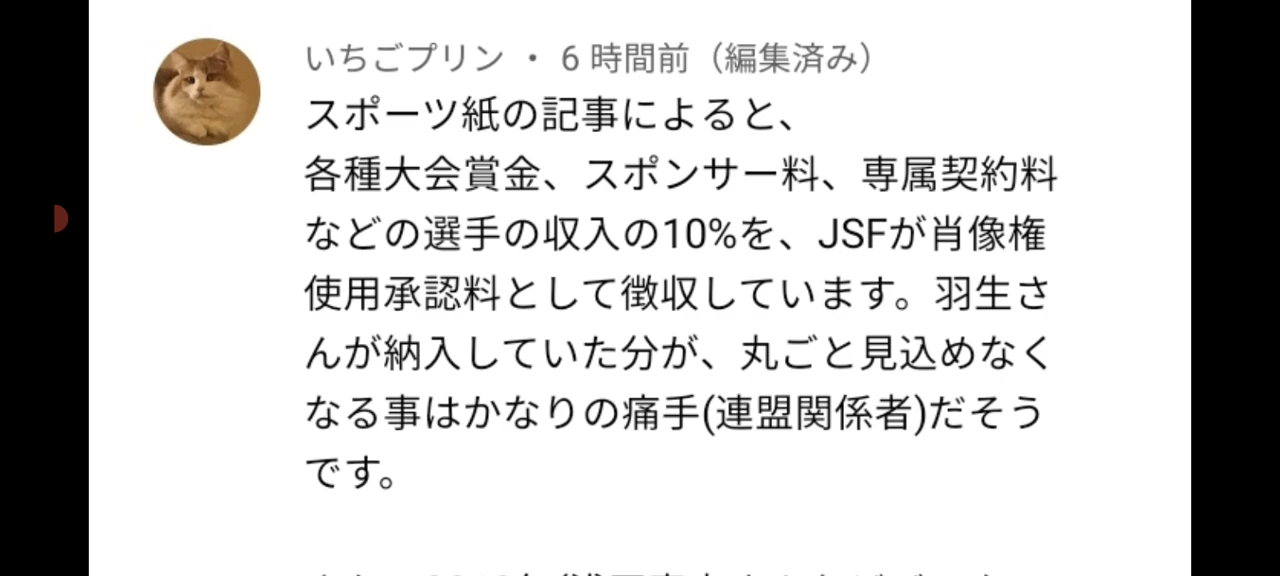 いちごプリン ・ 6 時間前（編集済み）
スポーツ紙の記事によると、
各種大会賞金、スポンサー料、専属契約料
などの選手の収入の10%を、JSFが肖像権
使用承認料として徴収しています。羽生さ
んが納入していた分が、丸ごと見込めなく
なる事はかなりの痛手(連盟関係者)だそう
です。